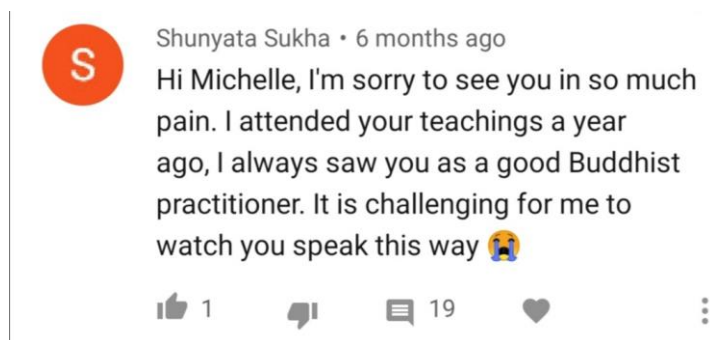 S
Shunyata Sukha • 6 months ago
Hi Michelle, I'm sorry to see you in so much
pain. I attended your teachings a year
ago, I always saw you as a good Buddhist
practitioner. It is challenging for me to
watch you speak this way 😭
1
19